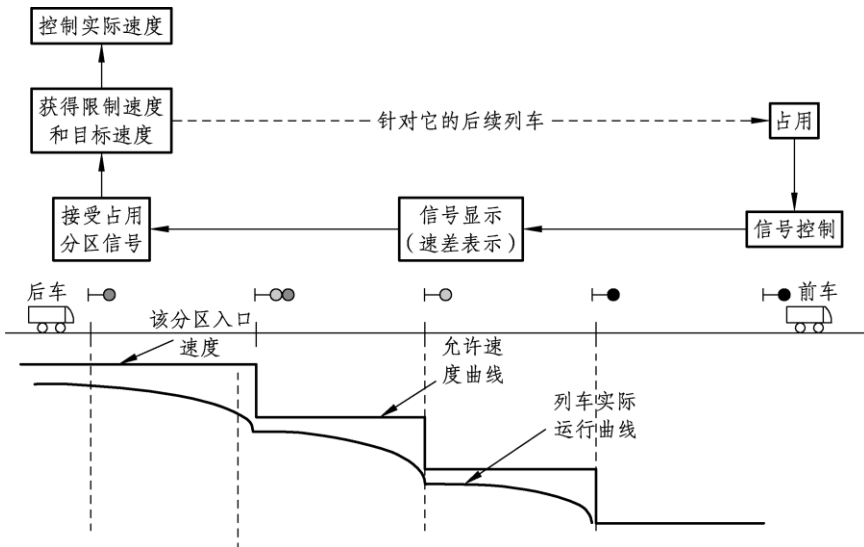 控制实际速度
获得限制速度
和目标速度
针对它的后续列车
占用
接受占用
分区信号
信号显示
（速差表示）
信号控制
后车
前车
该分区入口
速度
允许速
度曲线
列车实际
运行曲线